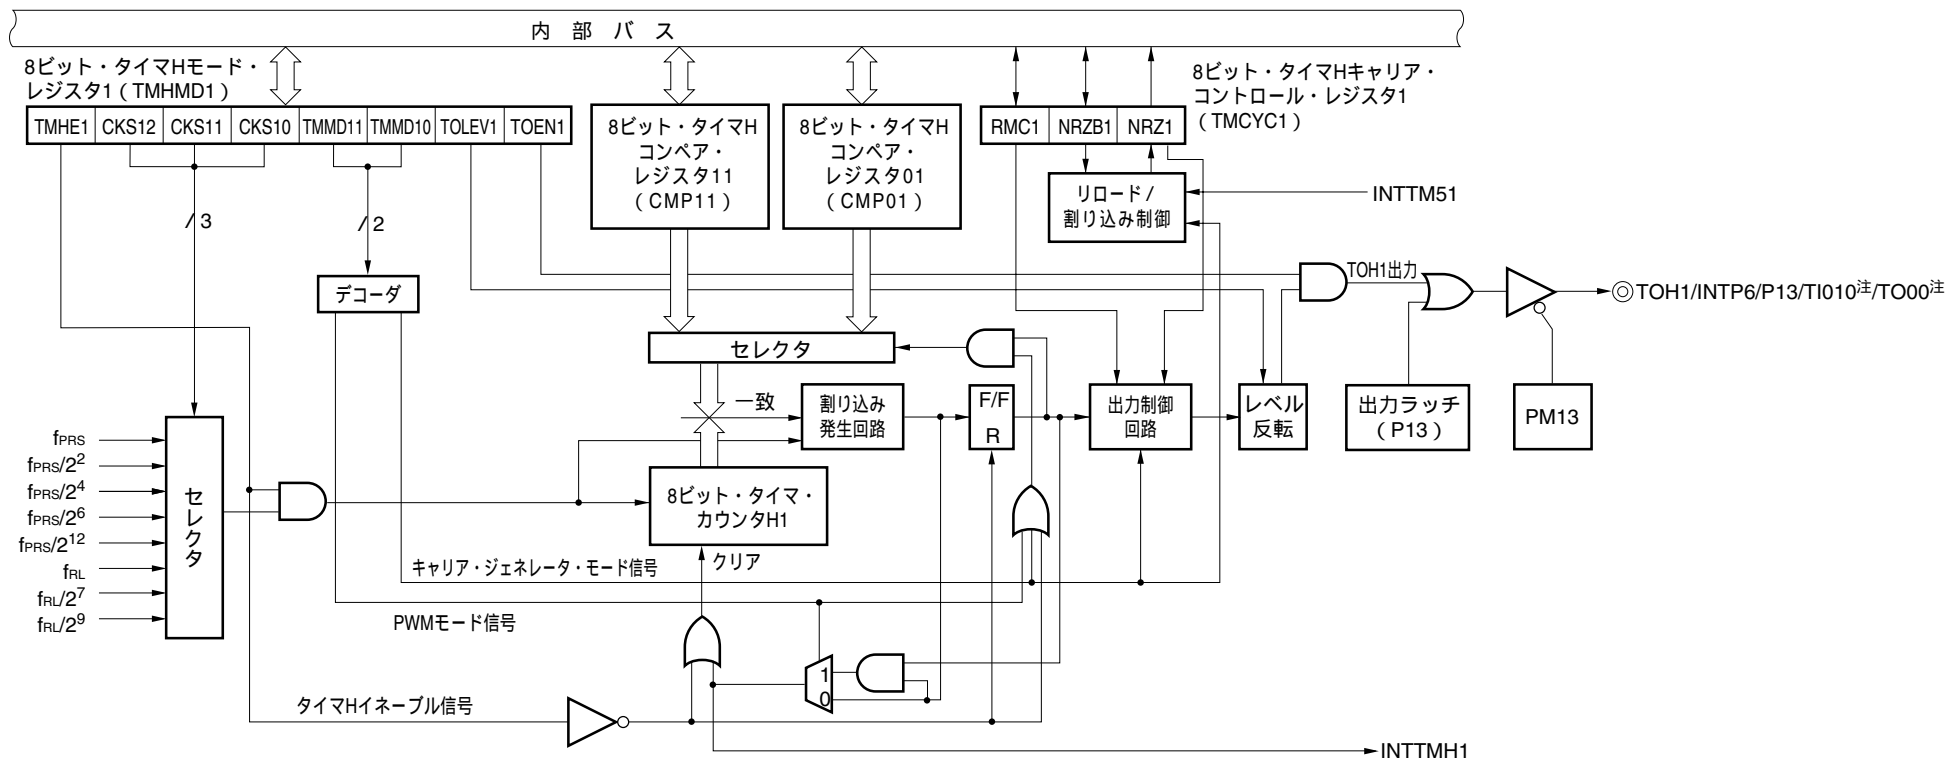 内 部 バ ス
8ビット・タイマHモード・
レジスタ1（TMHMD1）
TMHE1 CKS12 CKS11 CKS10 TMMD11 TMMD10 TOLEV1 TOEN1
8ビット・タイマH
コンペア・
レジスタ11
（CMP11）
8ビット・タイマH
コンペア・
レジスタ01
（CMP01）
8ビット・タイマHキャリア・
コントロール・レジスタ1
（TMCYC1）
RMC1 NRZB1 NRZ1
リロード/
割り込み制御
INTTM51
/3
/2
デコーダ
TOH1出力
TOH1/INTP6/P13/TI010注/TO00注
セレクタ
一致
割り込み
発生回路
F/F
R
出力制御
回路
レベル
反転
出力ラッチ
（P13）
PM13
fPRS
fPRS/2²
fPRS/2⁴
fPRS/2⁶
fPRS/2¹²
fRL
fRL/2⁷
fRL/2⁹
セレクタ
8ビット・タイマ・
カウンタH1
クリア
キャリア・ジェネレータ・モード信号
PWMモード信号
1
0
タイマHイネーブル信号
INTTMH1